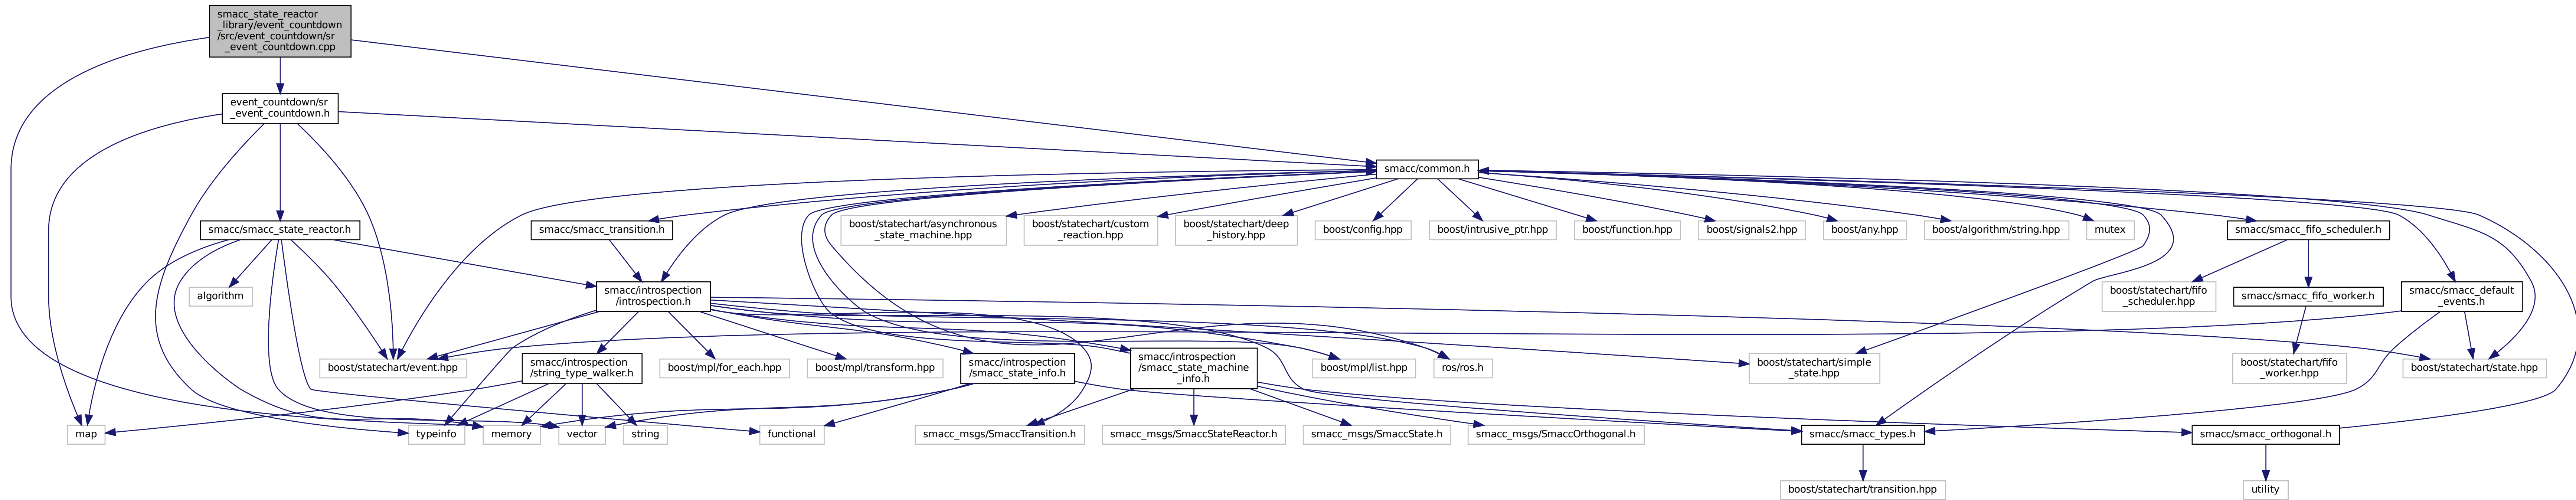 smacc_state_reactor
_library/event_countdown
/src/event_countdown/sr
_event_countdown.cpp
event_countdown/sr
_event_countdown.h
smacc/common.h
smacc/smacc_state_reactor.h
smacc/smacc_transition.h
boost/statechart/asynchronous
_state_machine.hpp
boost/statechart/custom
_reaction.hpp
boost/statechart/deep
_history.hpp
boost/config.hpp
boost/intrusive_ptr.hpp
boost/function.hpp
boost/signals2.hpp
boost/any.hpp
boost/algorithm/string.hpp
mutex
smacc/smacc_fifo_scheduler.h
algorithm
smacc/introspection
/introspection.h
boost/statechart/fifo
_scheduler.hpp
smacc/smacc_fifo_worker.h
smacc/smacc_default
_events.h
boost/statechart/event.hpp
smacc/introspection
/string_type_walker.h
boost/mpl/for_each.hpp
boost/mpl/transform.hpp
smacc/introspection
/smacc_state_info.h
smacc/introspection
/smacc_state_machine
_info.h
boost/mpl/list.hpp
ros/ros.h
boost/statechart/simple
_state.hpp
boost/statechart/fifo
_worker.hpp
boost/statechart/state.hpp
map
typeinfo
memory
vector
string
functional
smacc_msgs/SmaccTransition.h
smacc_msgs/SmaccStateReactor.h
smacc_msgs/SmaccState.h
smacc_msgs/SmaccOrthogonal.h
smacc/smacc_types.h
smacc/smacc_orthogonal.h
boost/statechart/transition.hpp
utility